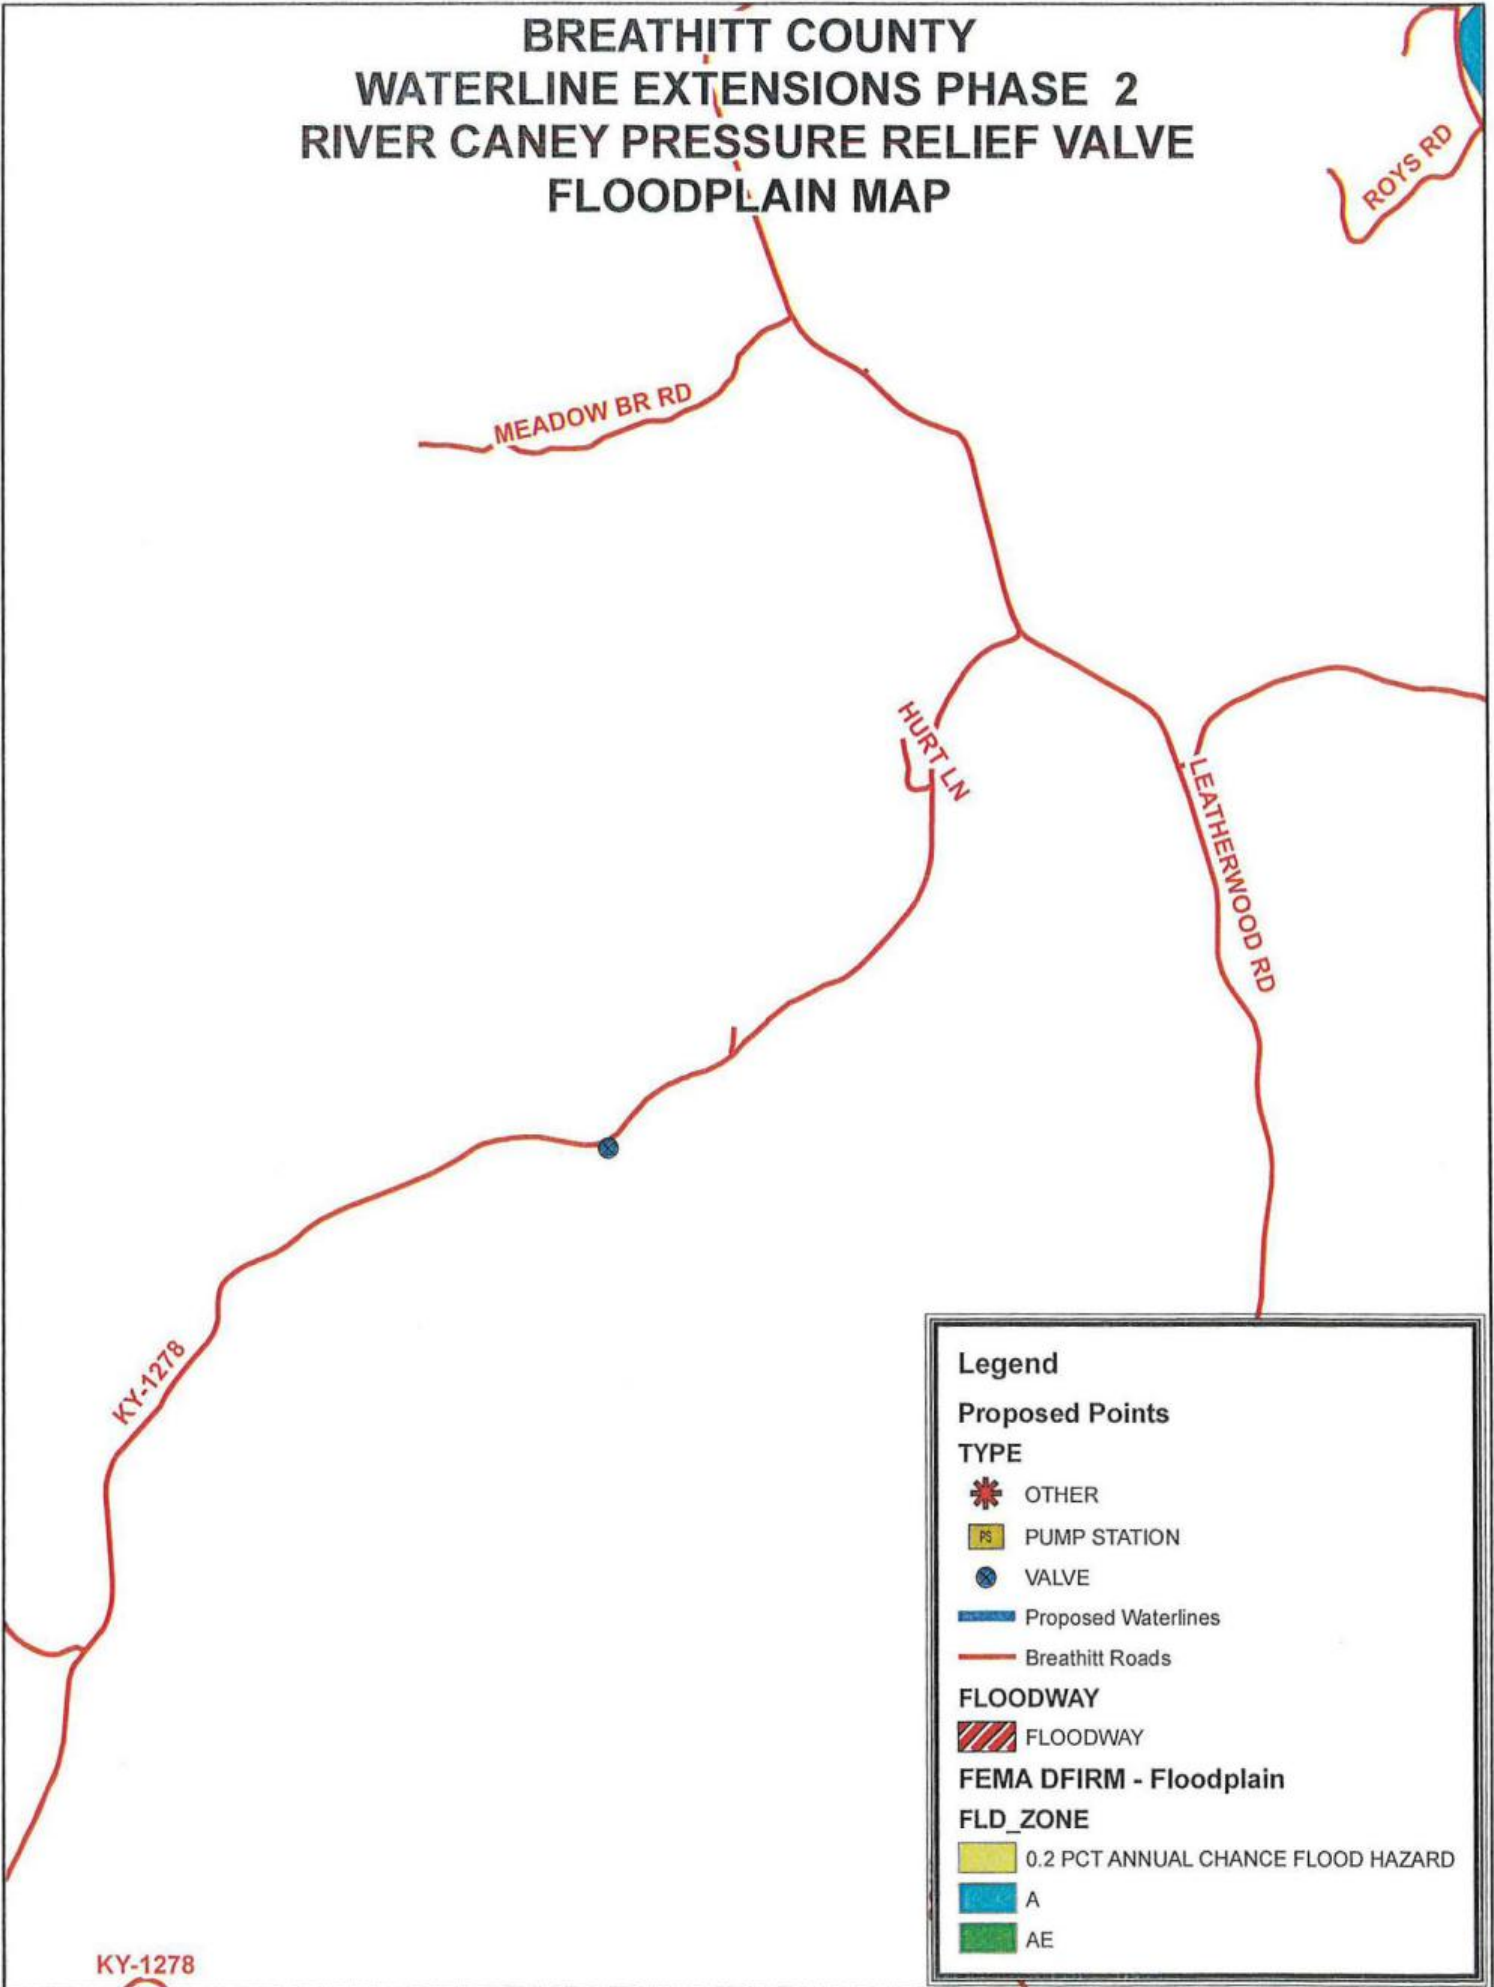 BREATHITT COUNTY
WATERLINE EXTENSIONS PHASE 2
RIVER CANEY PRESSURE RELIEF VALVE
FLOODPLAIN MAP
ROYS RD
MEADOW BR RD
HURT LN
LEATHERWOOD RD
KY-1278
KY-1278
Legend
Proposed Points
TYPE
OTHER
PS PUMP STATION
VALVE
Proposed Waterlines
Breathitt Roads
FLOODWAY
FLOODWAY
FEMA DFIRM - Floodplain
FLD_ZONE
0.2 PCT ANNUAL CHANCE FLOOD HAZARD
A
AE